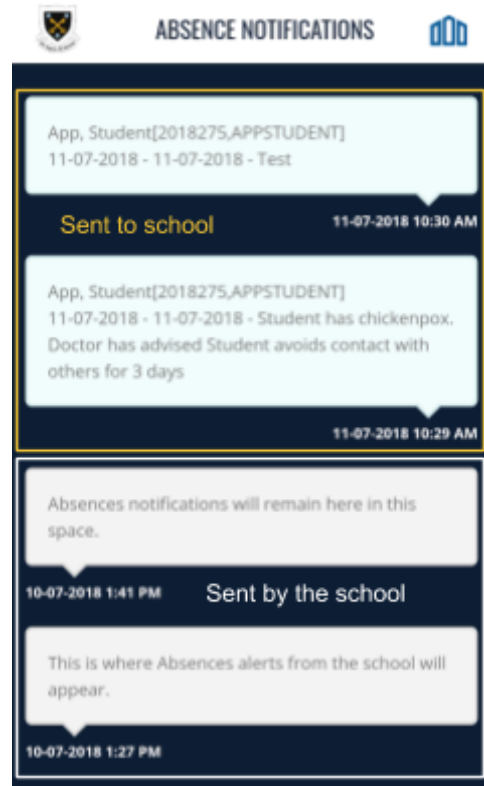 ABSENCE NOTIFICATIONS
App, Student[2018275,APPSTUDENT]
11-07-2018 - 11-07-2018 - Test
Sent to school
11-07-2018 10:30 AM
App, Student[2018275,APPSTUDENT]
11-07-2018 - 11-07-2018 - Student has chickenpox.
Doctor has advised Student avoids contact with
others for 3 days
11-07-2018 10:29 AM
Absences notifications will remain here in this
space.
10-07-2018 1:41 PM
Sent by the school
This is where Absences alerts from the school will
appear.
10-07-2018 1:27 PM